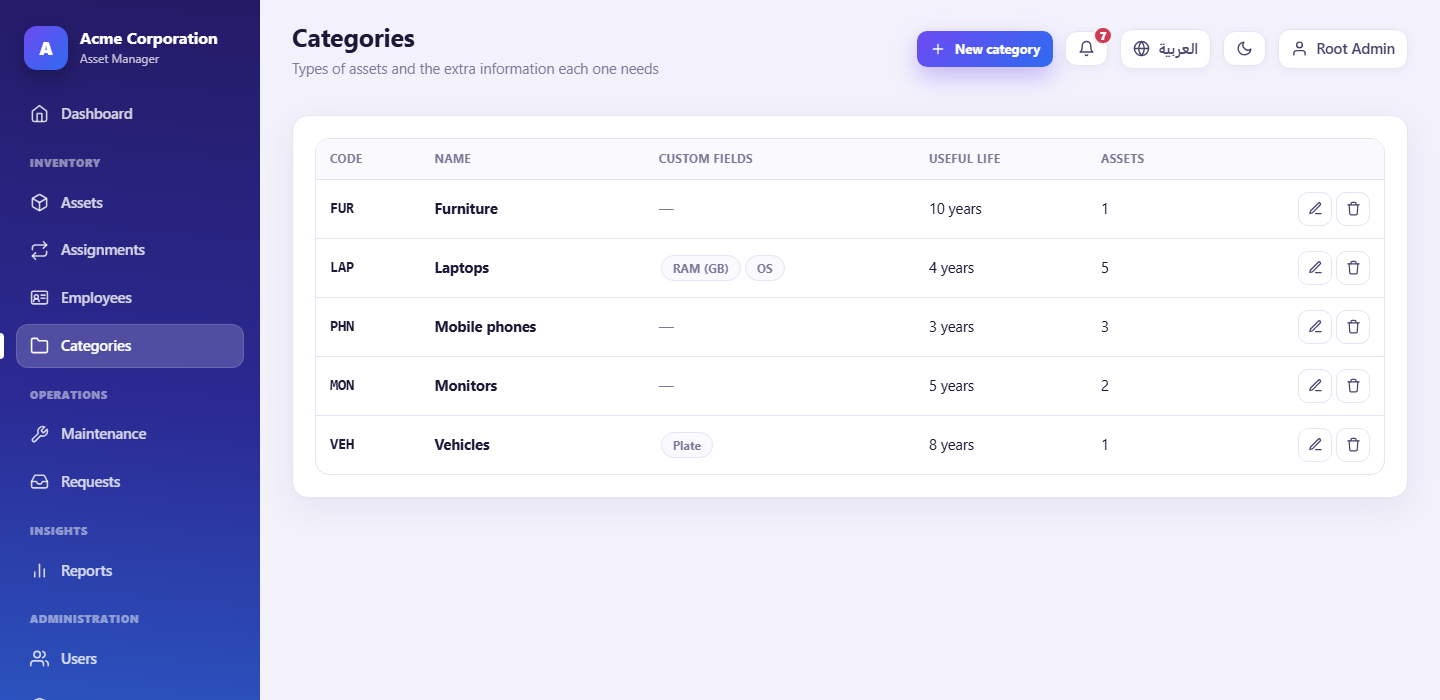 A
Acme Corporation
Asset Manager
Dashboard
INVENTORY
Assets
Assignments
Employees
Categories
OPERATIONS
Maintenance
Requests
INSIGHTS
Reports
ADMINISTRATION
Users
Categories
Types of assets and the extra information each one needs
New category
7
العربية
Root Admin
CODE NAME CUSTOM FIELDS USEFUL LIFE ASSETS
FUR Furniture — 10 years 1
LAP Laptops RAM (GB) OS 4 years 5
PHN Mobile phones — 3 years 3
MON Monitors — 5 years 2
VEH Vehicles Plate 8 years 1